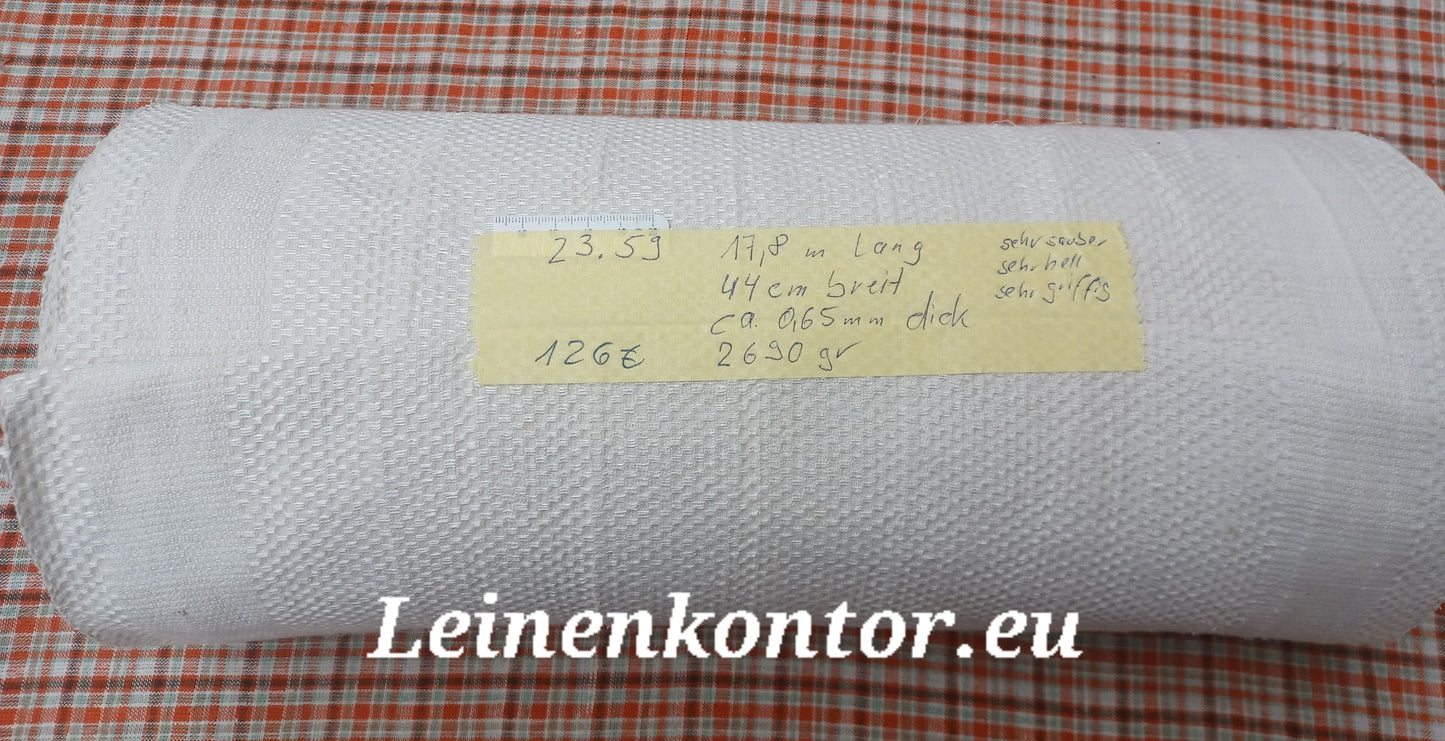 23.59
17,8 m lang
44 cm breit
ca. 0,65 mm dick
2690 gr
126€
sehr sauber
sehr hell
sehr griffig
Leinenkontor.eu